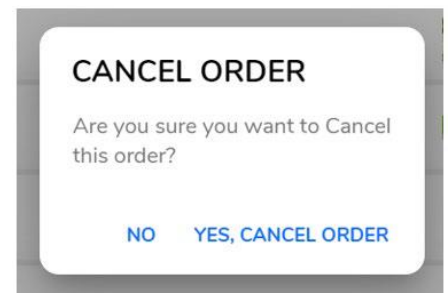 CANCEL ORDER
Are you sure you want to Cancel
this order?
NO YES, CANCEL ORDER